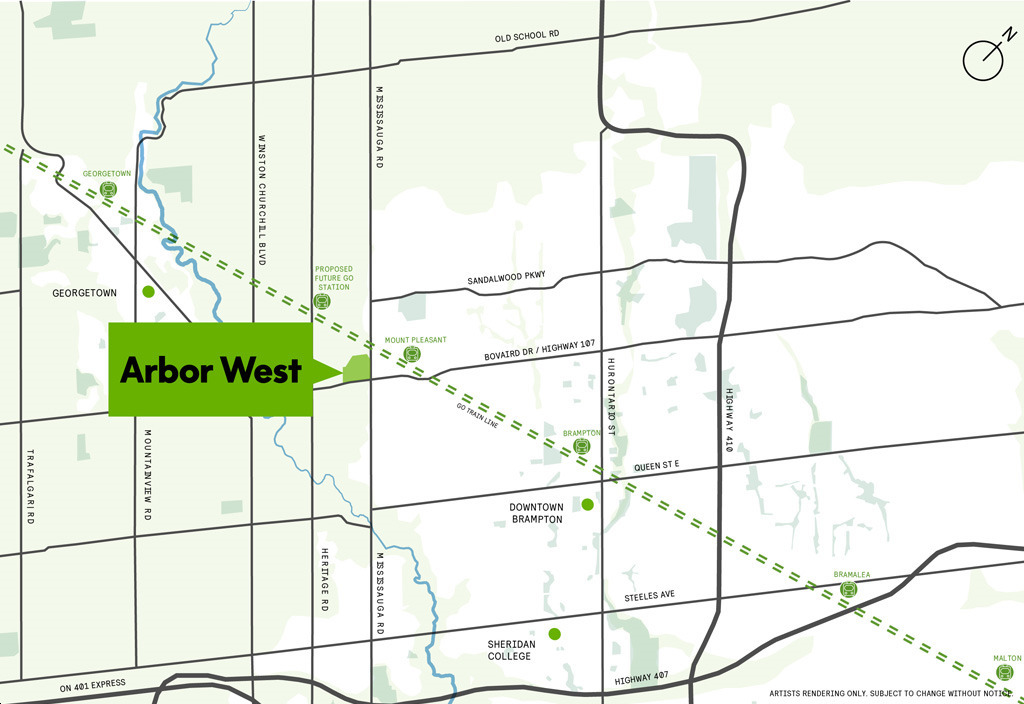 OLD SCHOOL RD
N
MISSISSAUGA RD
WINSTON CHURCHILL BLVD
GEORGETOWN
PROPOSED
FUTURE GO
STATION
SANDALWOOD PKWY
GEORGETOWN
MOUNT PLEASANT
BOVAIRD DR / HIGHWAY 107
Arbor West
HURONTARIO ST
HIGHWAY 410
GO TRAIN LINE
BRAMPTON
QUEEN ST E
TRAFALGAR RD
MOUNTAINVIEW RD
DOWNTOWN
BRAMPTON
HERITAGE RD
MISSISSAUGA RD
BRAMALEA
STEELES AVE
SHERIDAN
COLLEGE
MALTON
HIGHWAY 407
ON 401 EXPRESS
ARTISTS RENDERING ONLY. SUBJECT TO CHANGE WITHOUT NOTICE.